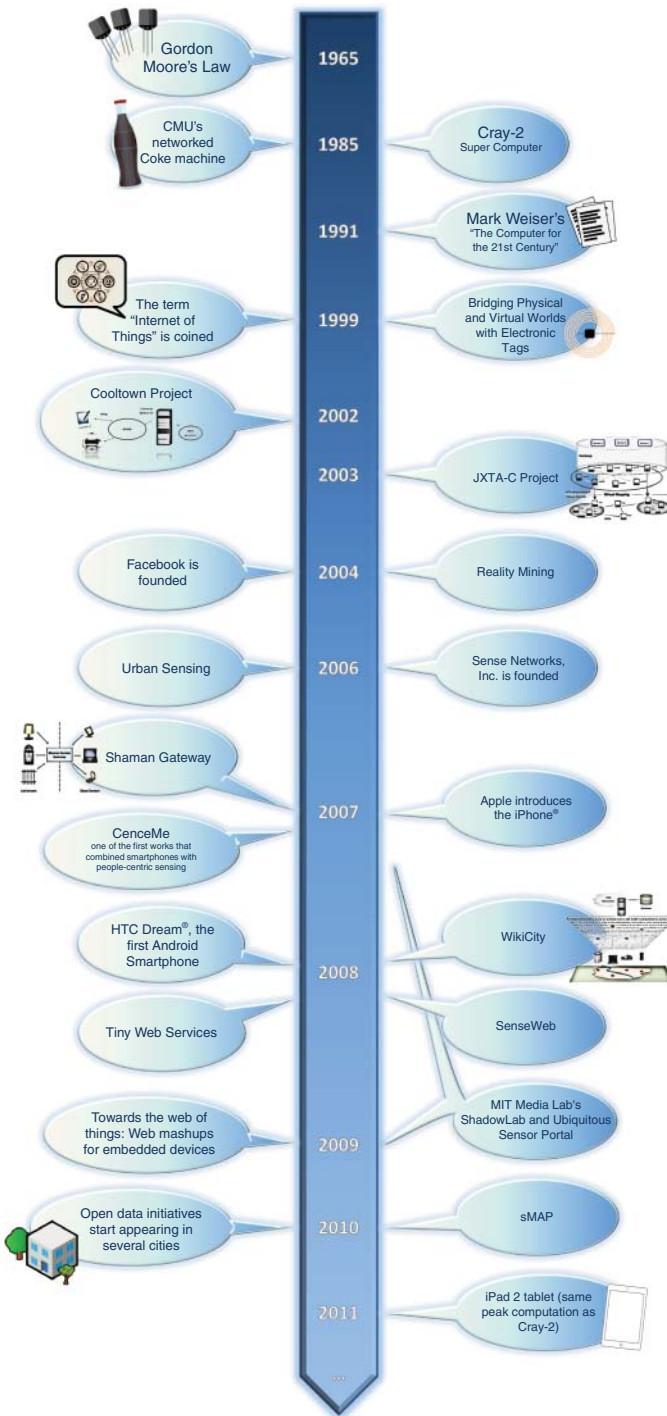 Gordon
Moore's Law
1965
CMU's
networked
Coke machine
1985
Cray-2
Super Computer
1991
Mark Weiser's
"The Computer for
the 21st Century"
The term
"Internet of
Things" is coined
1999
Bridging Physical
and Virtual Worlds
with Electronic
Tags
Cooltown Project
2002
2003
JXTA-C Project
Facebook is
founded
2004
Reality Mining
Urban Sensing
2006
Sense Networks,
Inc. is founded
Shaman Gateway
2007
Apple introduces
the iPhone®
CenceMe
one of the first works that
combined smartphones with
people-centric sensing
HTC Dream®, the
first Android
Smartphone
2008
WikiCity
Tiny Web Services
SenseWeb
Towards the web of
things: Web mashups
for embedded devices
2009
MIT Media Lab's
ShadowLab and Ubiquitous
Sensor Portal
Open data initiatives
start appearing in
several cities
2010
sMAP
2011
iPad 2 tablet (same
peak computation as
Cray-2)
...